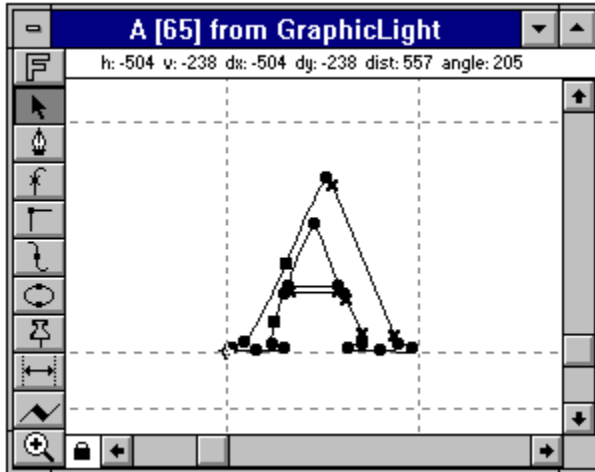 A [65] from GraphicLight
h: -504 v: -238 dx: -504 dy: -238 dist: 557 angle: 205
F
A